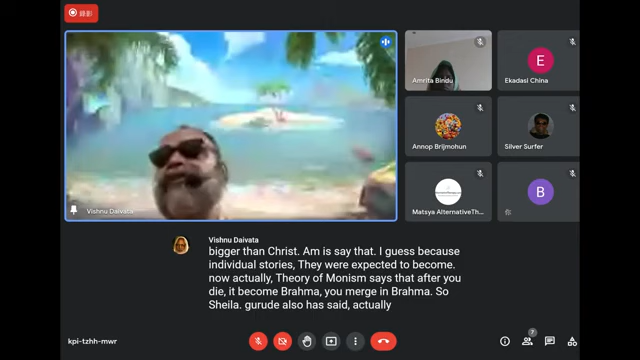 錄影
Vishnu Daivata
Amrita Bindu
Ekadasi China
E
Annop Brijmohun
Silver Surfer
Matsya AlternativeTh...
B
你
Vishnu Daivata
bigger than Christ. Am is say that. I guess because
individual stories, They were expected to become.
now actually, Theory of Monism says that after you
die, it become Brahma, you merge in Brahma. So
Sheila. gurude also has said, actually
kpi-tzhh-mwr
7